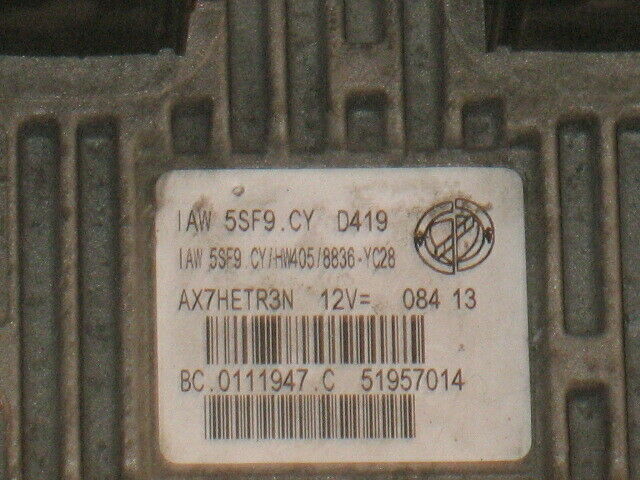 IAW 5SF9.CY D419
IAW 5SF9.CY/HW405/8836-YC28
AX7HETR3N 12V= 084 13
BC.0111947.C 51957014